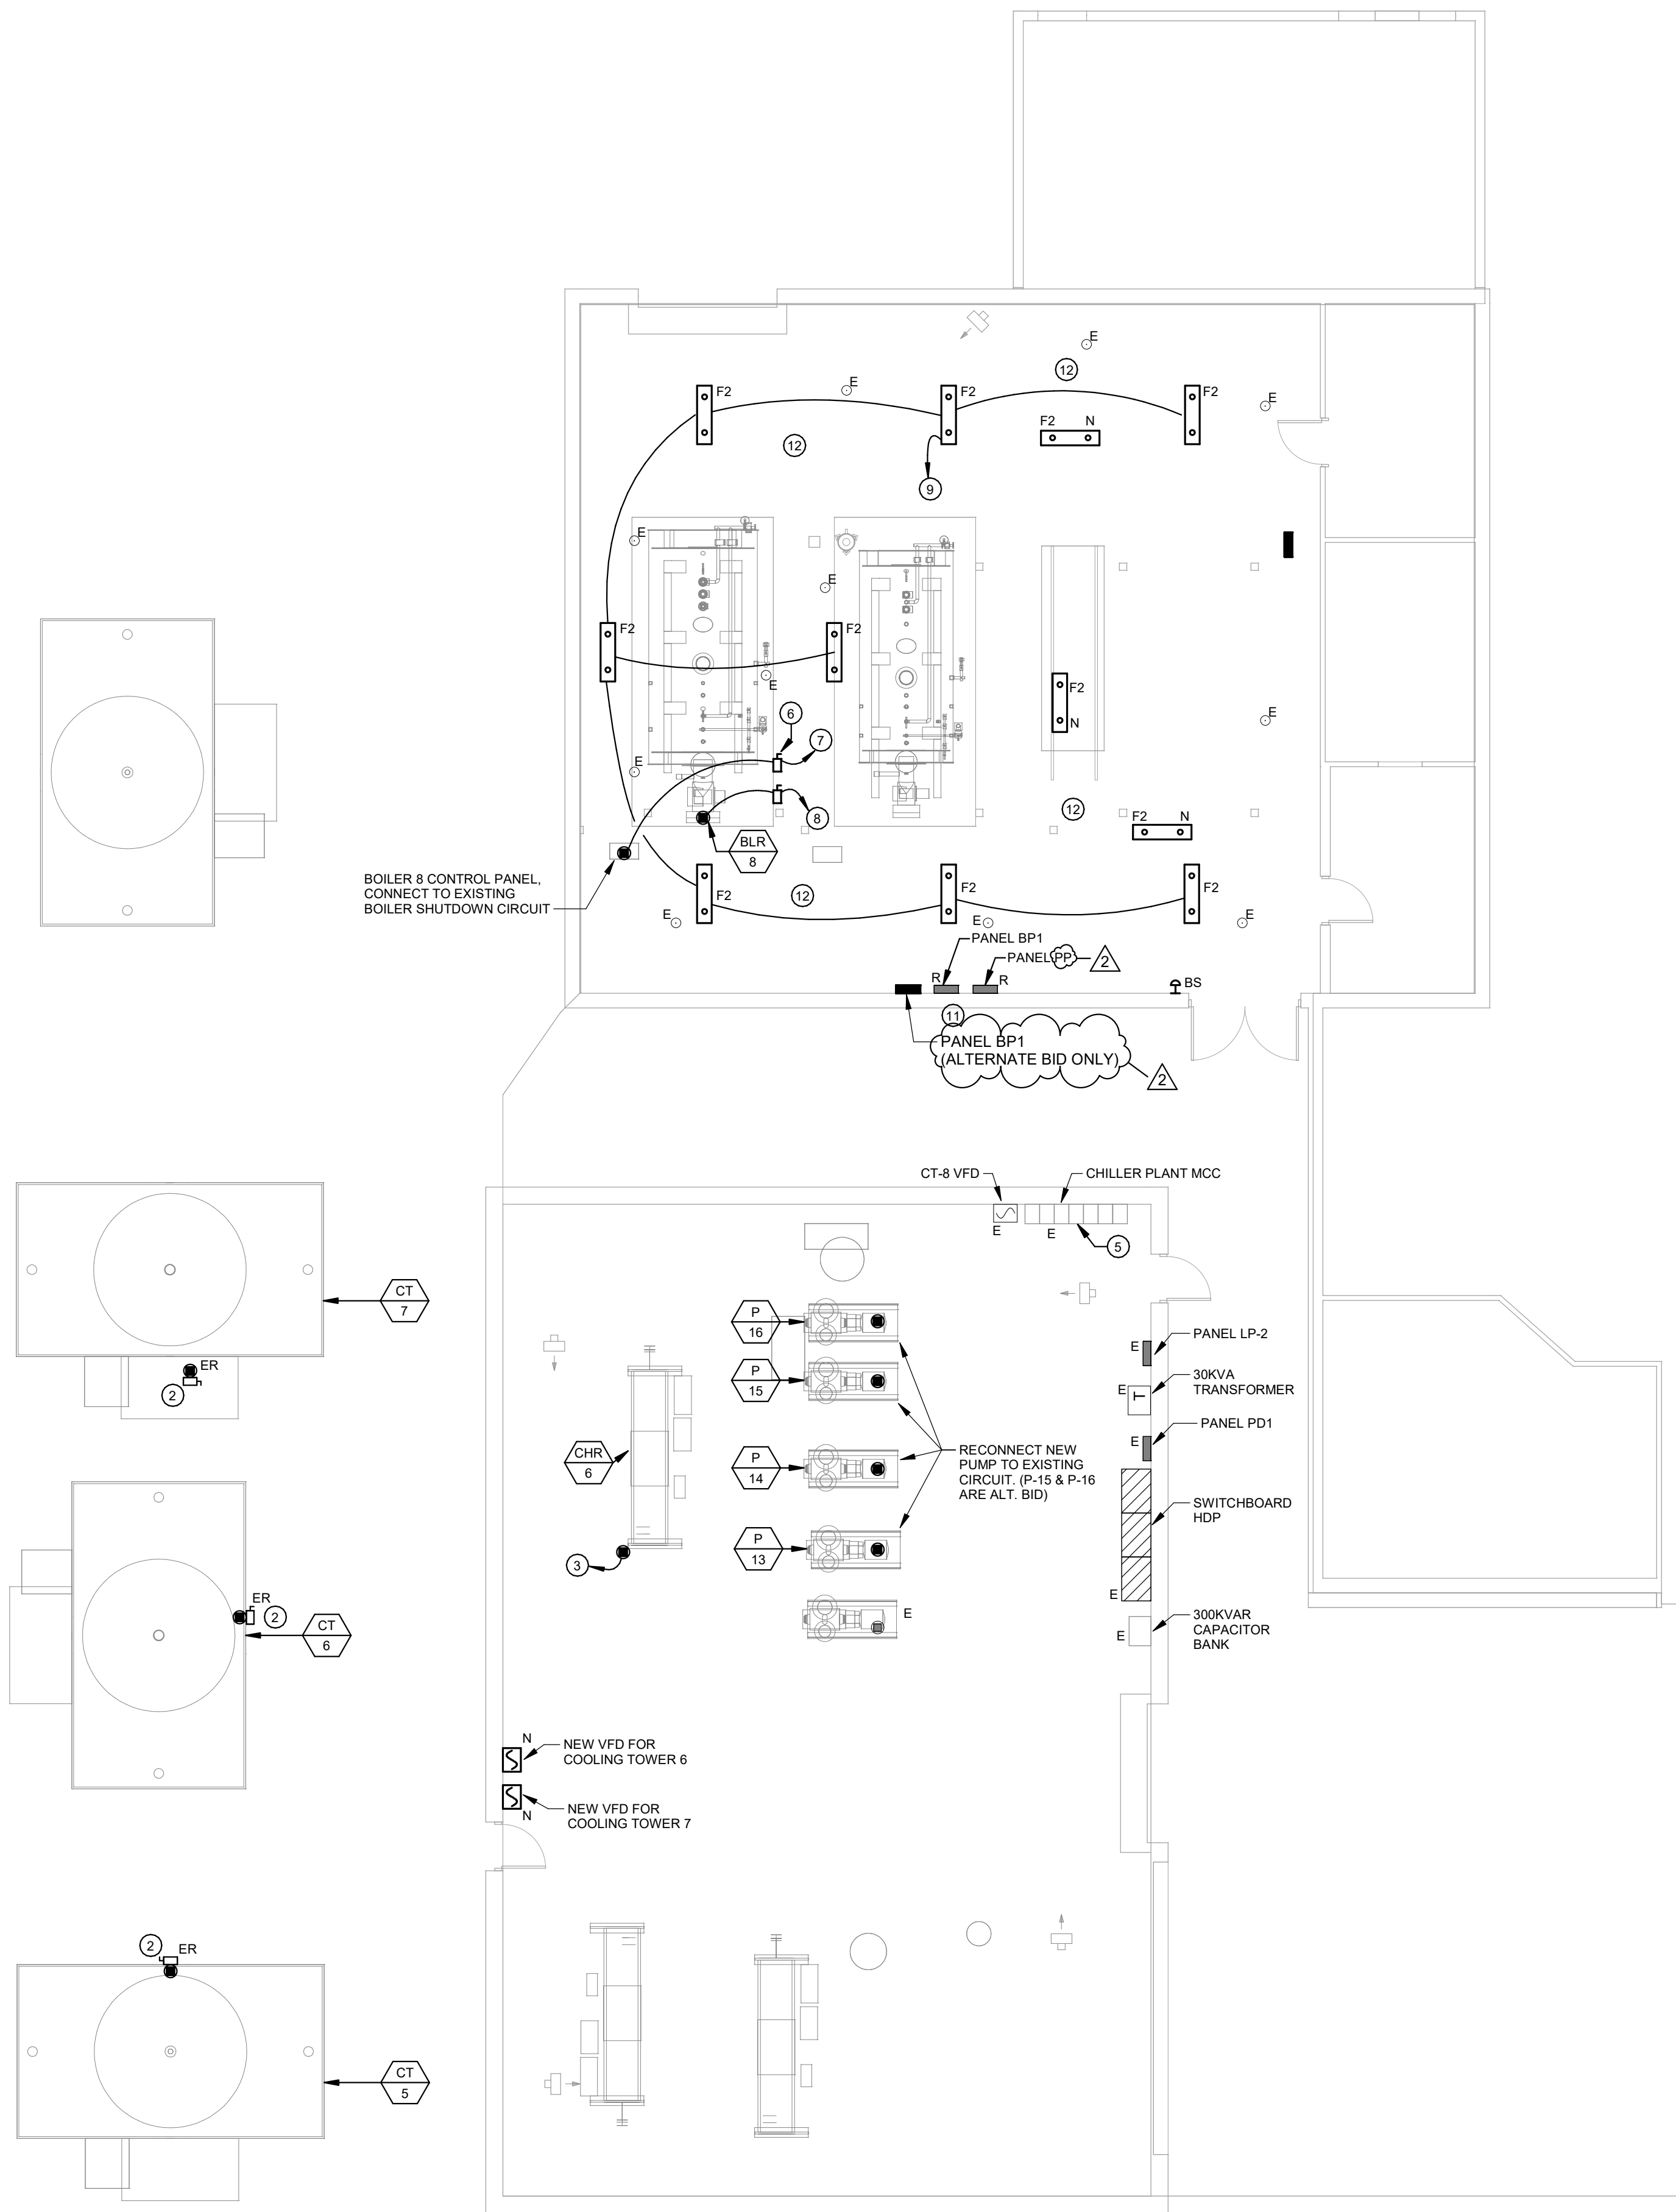 E
12
E
F2
F2
F2
E
F2 N
12
9
E
E
F2
F2
E
F2
N
E
6
7
E
8
12
F2 N
BLR
8
BOILER 8 CONTROL PANEL,
CONNECT TO EXISTING
BOILER SHUTDOWN CIRCUIT
F2
12
F2
F2
E
E
E
PANEL BP1
PANEL PP
2
R
R
BS
11
PANEL BP1
(ALTERNATE BID ONLY)
2
CT-8 VFD
CHILLER PLANT MCC
E
E
5
CT
7
ER
2
P
16
P
15
P
14
P
13
CHR
6
3
RECONNECT NEW
PUMP TO EXISTING
CIRCUIT. (P-15 & P-16
ARE ALT. BID)
E
E
PANEL LP-2
E
T
30KVA
TRANSFORMER
E
PANEL PD1
SWITCHBOARD
HDP
E
300KVAR
CAPACITOR
BANK
E
ER
2
CT
6
N
NEW VFD FOR
COOLING TOWER 6
NEW VFD FOR
COOLING TOWER 7
N
2
ER
CT
5